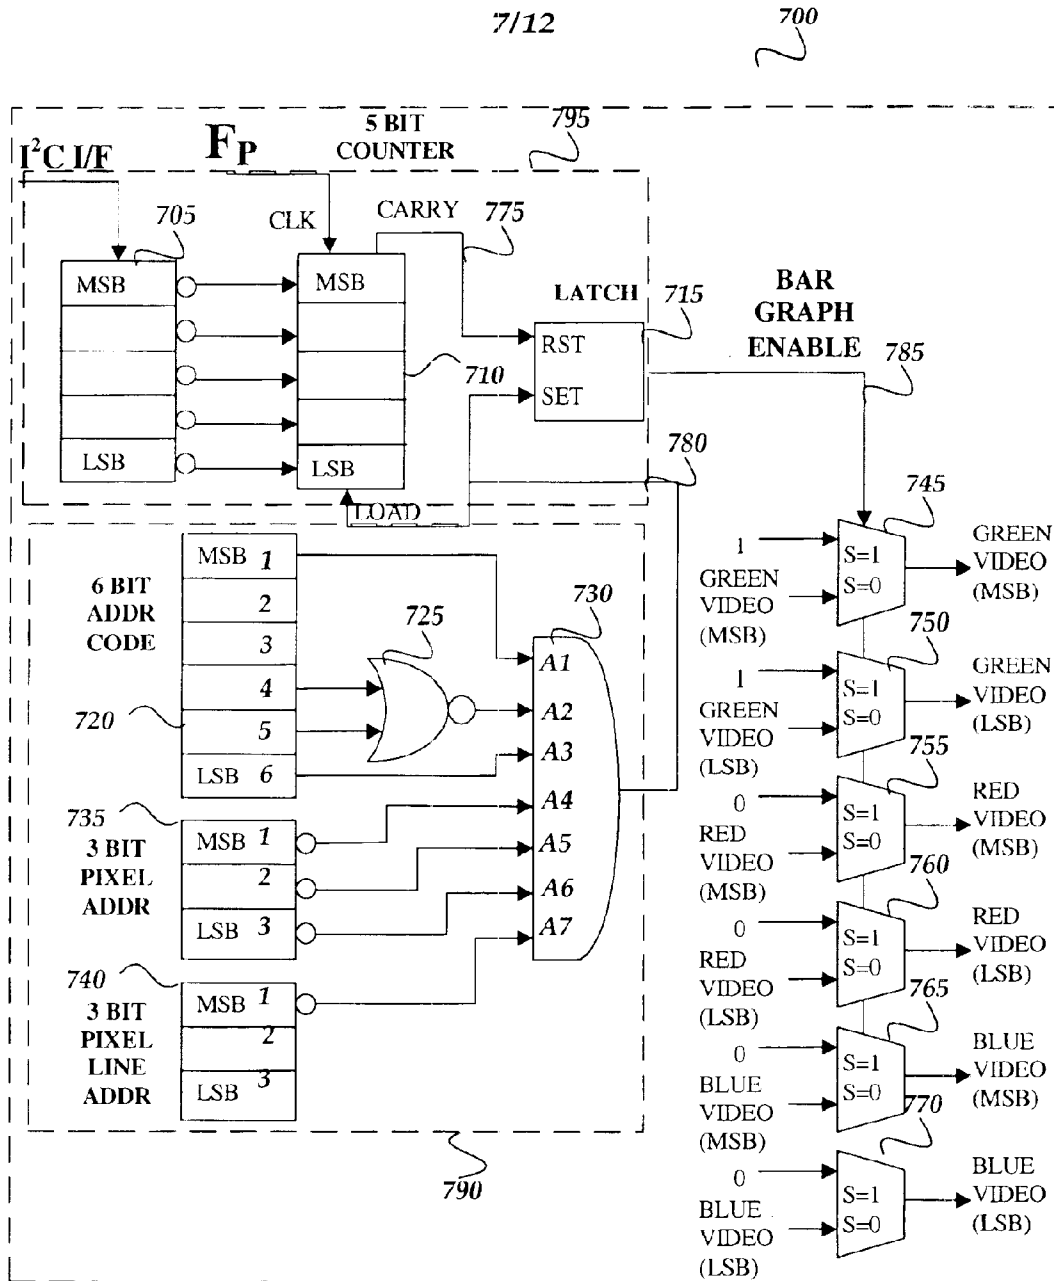 7/12
700
I²C I/F
F_P
5 BIT
COUNTER
795
705
CLK
CARRY
775
MSB
LSB
MSB
LSB
710
LATCH
715
RST
SET
LOAD
BAR
GRAPH
ENABLE
785
780
6 BIT
ADDR
CODE
720
MSB 1
2
3
4
5
LSB 6
725
730
A1
A2
A3
A4
A5
A6
A7
735
3 BIT
PIXEL
ADDR
MSB 1
2
LSB 3
740
3 BIT
PIXEL
LINE
ADDR
MSB 1
2
LSB 3
790
745
1
GREEN
VIDEO
(MSB)
S=1
S=0
GREEN
VIDEO
(MSB)
750
1
GREEN
VIDEO
(LSB)
S=1
S=0
GREEN
VIDEO
(LSB)
755
0
RED
VIDEO
(MSB)
S=1
S=0
RED
VIDEO
(MSB)
760
0
RED
VIDEO
(LSB)
S=1
S=0
RED
VIDEO
(LSB)
765
0
BLUE
VIDEO
(MSB)
S=1
S=0
BLUE
VIDEO
(MSB)
770
0
BLUE
VIDEO
(LSB)
S=1
S=0
BLUE
VIDEO
(LSB)